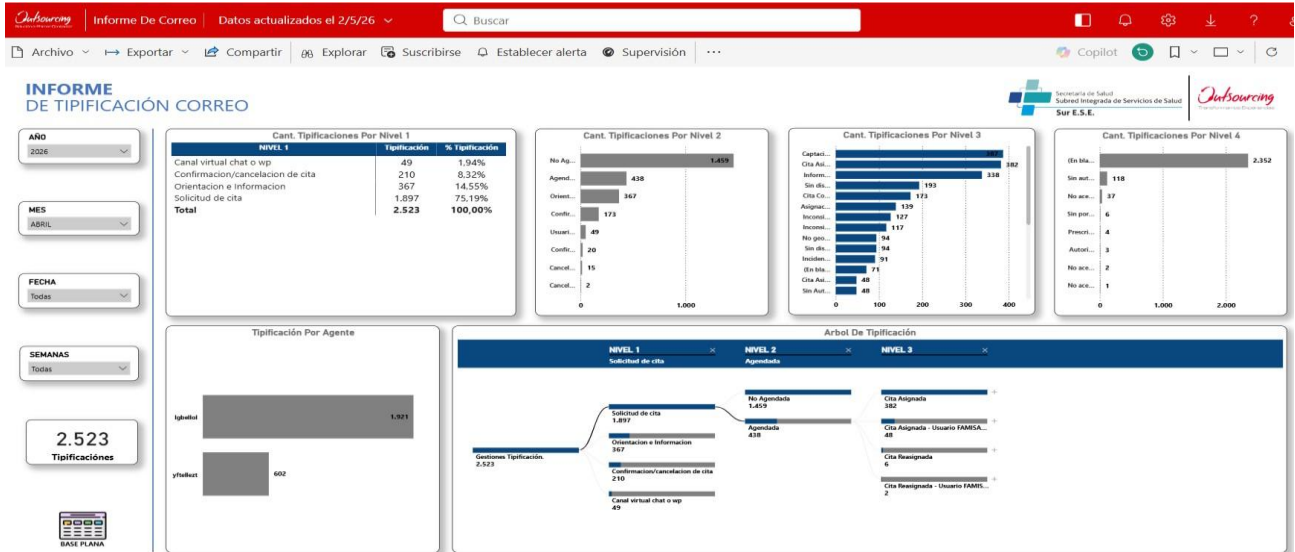 Outsourcing
Informe De Correo
Datos actualizados el 2/5/26
Buscar
Archivo
Exportar
Compartir
Explorar
Suscribirse
Establecer alerta
Supervisión
...
Copilot
INFORME
DE TIPIFICACIÓN CORREO
Secretaría de Salud
Subred Integrada de Servicios de Salud
Sur E.S.E.
Outsourcing
AÑO
2026
MES
ABRIL
FECHA
Todas
SEMANAS
Todas
2.523
Tipificaciónes
BASE PLANA
Cant. Tipificaciones Por Nivel 1
NIVEL 1 Tipificación % Tipificación
Canal virtual chat o wp 49 1,94%
Confirmacion/cancelacion de cita 210 8,32%
Orientacion e Informacion 367 14,55%
Solicitud de cita 1.897 75,19%
Total 2.523 100,00%
Cant. Tipificaciones Por Nivel 2
No Ag... 1.459
Agend... 438
Orient... 367
Confir... 173
Usuari... 49
Confir... 20
Cancel... 15
Cancel... 2
0 1.000
Cant. Tipificaciones Por Nivel 3
Captaci...
Cita Asi... 382
Inform... 338
Sin dis... 193
Cita Co... 173
Asignac... 139
Inconsi... 127
Inconsi... 117
No geo... 94
Sin dis... 94
Inciden... 91
(En bla... 71
Cita Asi... 48
Sin Aut... 48
0 100 200 300 400
Cant. Tipificaciones Por Nivel 4
(En bla... 2.352
Sin aut... 118
No ace... 37
Sin por... 6
Prescri... 4
Autori... 3
No ace... 2
No ace... 1
0 1.000 2.000
Tipificación Por Agente
1.921
602
Arbol De Tipificación
NIVEL 1
Solicitud de cita
NIVEL 2
Agendada
NIVEL 3
Gestiones Tipificación.
2.523
Solicitud de cita
1.897
Orientacion e Informacion
367
Confirmacion/cancelacion de cita
210
Canal virtual chat o wp
49
No Agendada
1.459
Agendada
438
Cita Asignada
382
Cita Asignada - Usuario FAMISA...
48
Cita Reasignada
6
Cita Reasignada - Usuario FAMIS...
2